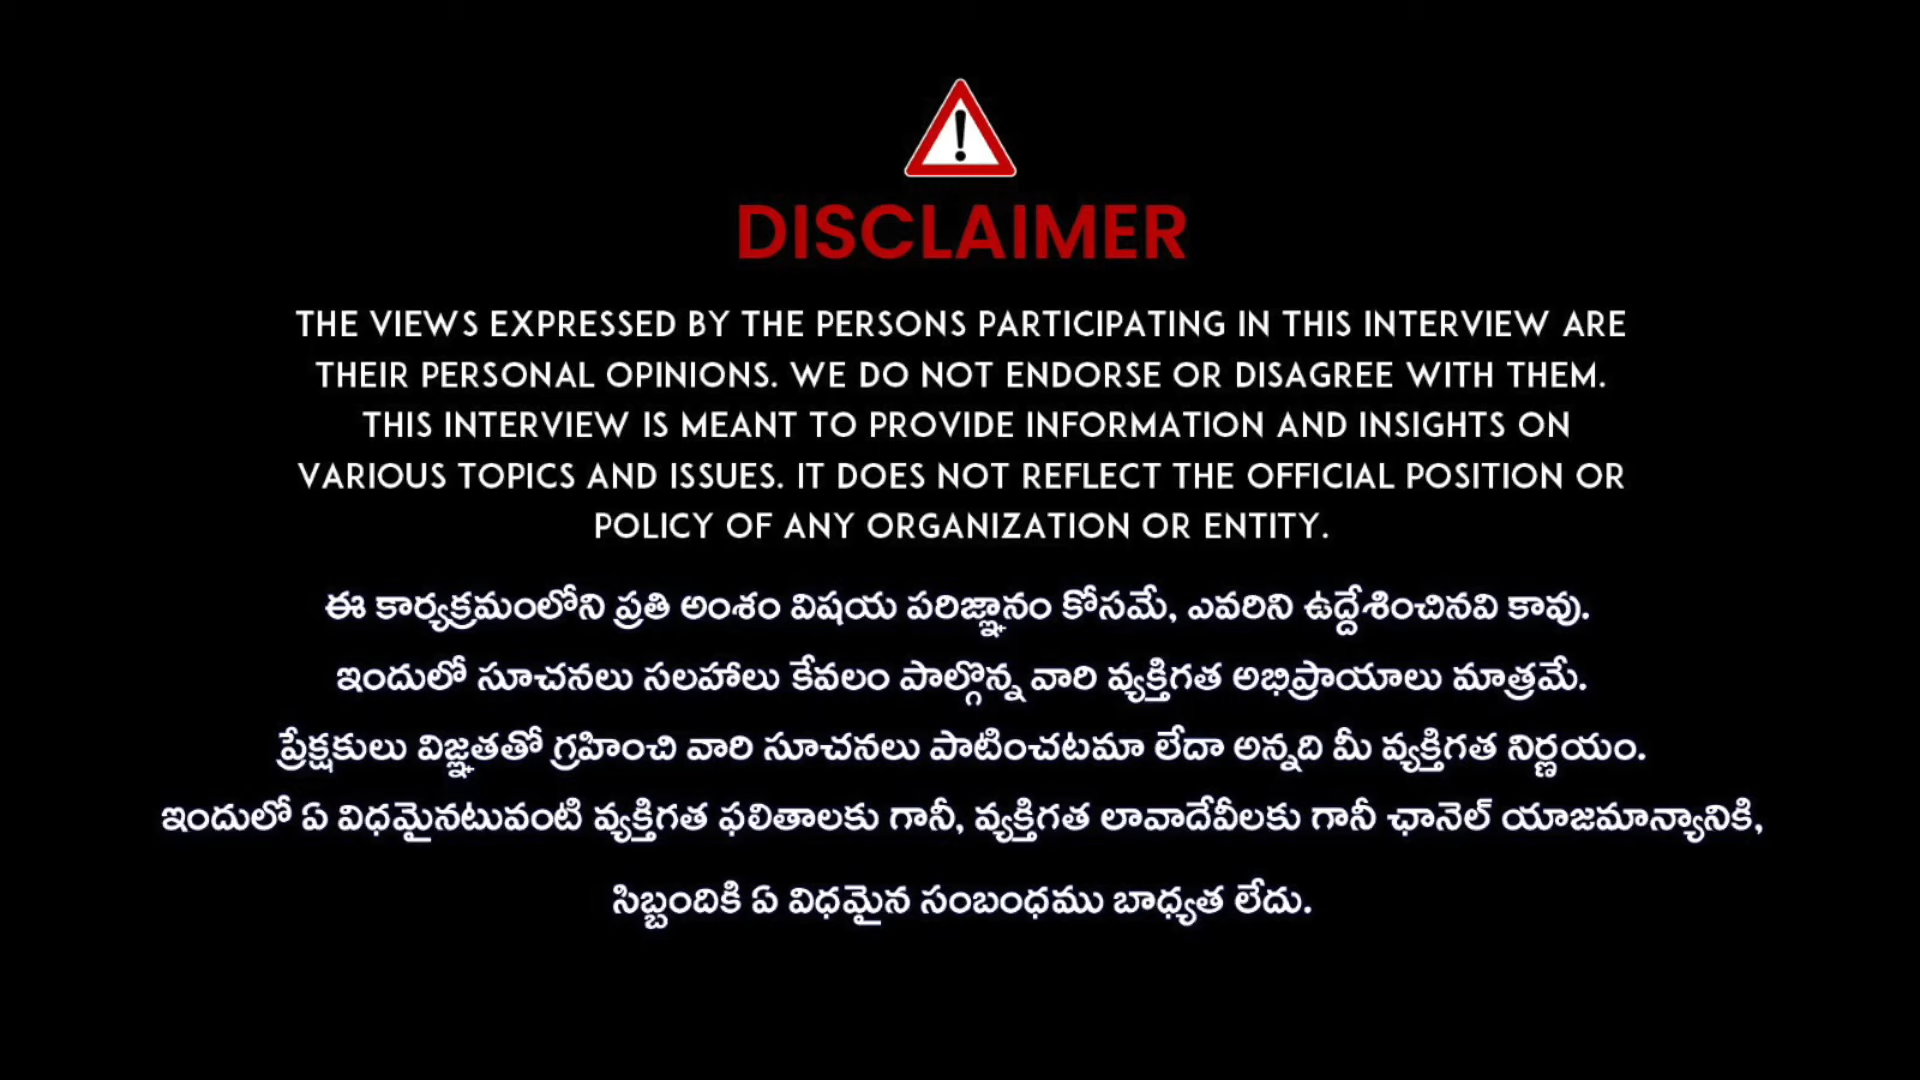 DISCLAIMER
THE VIEWS EXPRESSED BY THE PERSONS PARTICIPATING IN THIS INTERVIEW ARE
THEIR PERSONAL OPINIONS. WE DO NOT ENDORSE OR DISAGREE WITH THEM.
THIS INTERVIEW IS MEANT TO PROVIDE INFORMATION AND INSIGHTS ON
VARIOUS TOPICS AND ISSUES. IT DOES NOT REFLECT THE OFFICIAL POSITION OR
POLICY OF ANY ORGANIZATION OR ENTITY.
ఈ కార్యక్రమంలోని ప్రతి అంశం విషయ పరిజ్ఞానం కోసమే, ఎవరిని ఉద్దేశించినవి కావు.
ఇందులో సూచనలు సలహాలు కేవలం పాల్గొన్న వారి వ్యక్తిగత అభిప్రాయాలు మాత్రమే.
ప్రేక్షకులు విజ్ఞతతో గ్రహించి వారి సూచనలు పాటించటమా లేదా అన్నది మీ వ్యక్తిగత నిర్ణయం.
ఇందులో ఏ విధమైనటువంటి వ్యక్తిగత ఫలితాలకు గానీ, వ్యక్తిగత లావాదేవీలకు గానీ ఛానెల్ యాజమాన్యానికి,
సిబ్బందికి ఏ విధమైన సంబంధము బాధ్యత లేదు.